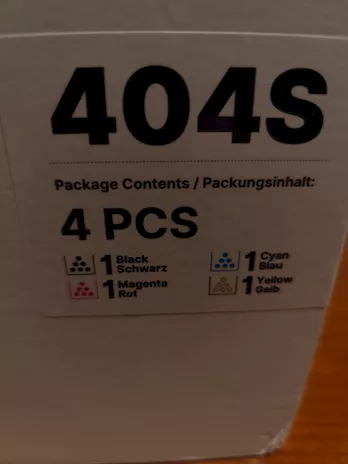 404S
Package Contents / Packungsinhalt:
4 PCS
1 Black
Schwarz
1 Cyan
Blau
1 Magenta
Rot
1 Yellow
Gelb